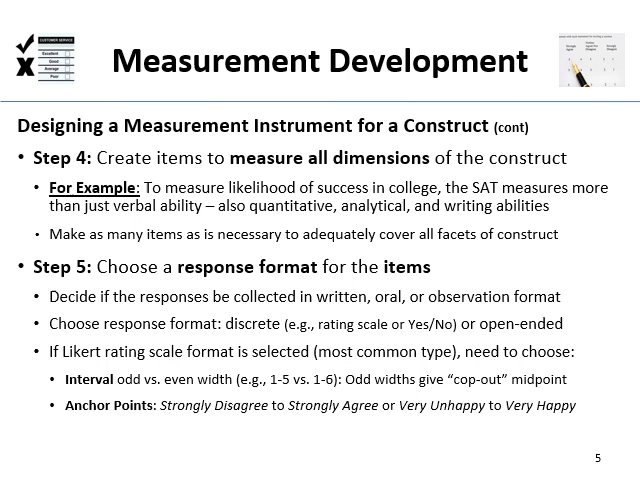 CUSTOMER SERVICE
Excellent
Good
Average
Poor
Measurement Development
Strongly
Agree
Disagree
Strongly
Disagree
Designing a Measurement Instrument for a Construct (cont)
• Step 4: Create items to measure all dimensions of the construct
• For Example: To measure likelihood of success in college, the SAT measures more
than just verbal ability – also quantitative, analytical, and writing abilities
• Make as many items as is necessary to adequately cover all facets of construct
• Step 5: Choose a response format for the items
• Decide if the responses be collected in written, oral, or observation format
• Choose response format: discrete (e.g., rating scale or Yes/No) or open-ended
• If Likert rating scale format is selected (most common type), need to choose:
• Interval odd vs. even width (e.g., 1-5 vs. 1-6): Odd widths give “cop-out” midpoint
• Anchor Points: Strongly Disagree to Strongly Agree or Very Unhappy to Very Happy
5